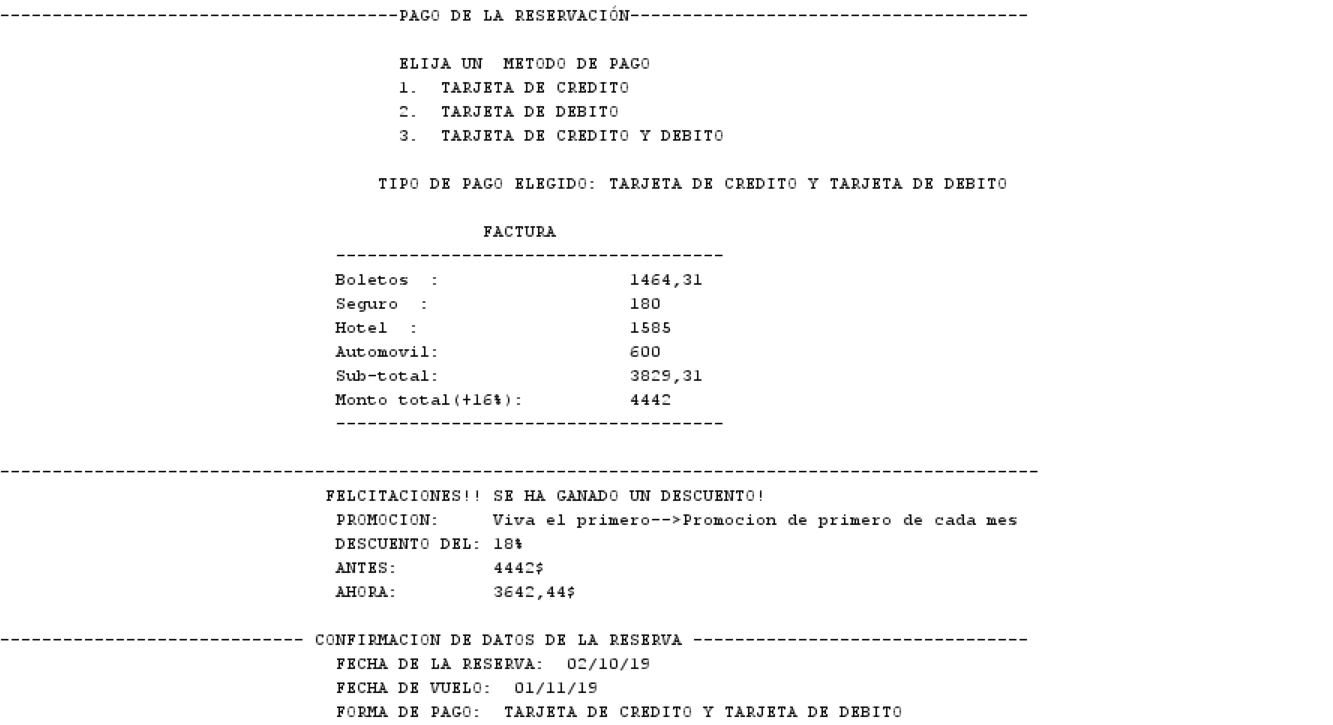 --------------------------------------PAGO DE LA RESERVACIÓN--------------------------------------
ELIJA UN  METODO DE PAGO
1.  TARJETA DE CREDITO
2.  TARJETA DE DEBITO
3.  TARJETA DE CREDITO Y DEBITO
TIPO DE PAGO ELEGIDO: TARJETA DE CREDITO Y TARJETA DE DEBITO
FACTURA
-------------------------------------
Boletos  :                  1464,31
Seguro  :                   180
Hotel  :                    1585
Automovil:                  600
Sub-total:                  3829,31
Monto total(+16%):          4442
-------------------------------------
---------------------------------------------------------------------------------------------------
FELCITACIONES!! SE HA GANADO UN DESCUENTO!
PROMOCION:     Viva el primero-->Promocion de primero de cada mes
DESCUENTO DEL: 18%
ANTES:         4442$
AHORA:         3642,44$
----------------------------- CONFIRMACION DE DATOS DE LA RESERVA --------------------------------
FECHA DE LA RESERVA:  02/10/19
FECHA DE VUELO:  01/11/19
FORMA DE PAGO:  TARJETA DE CREDITO Y TARJETA DE DEBITO